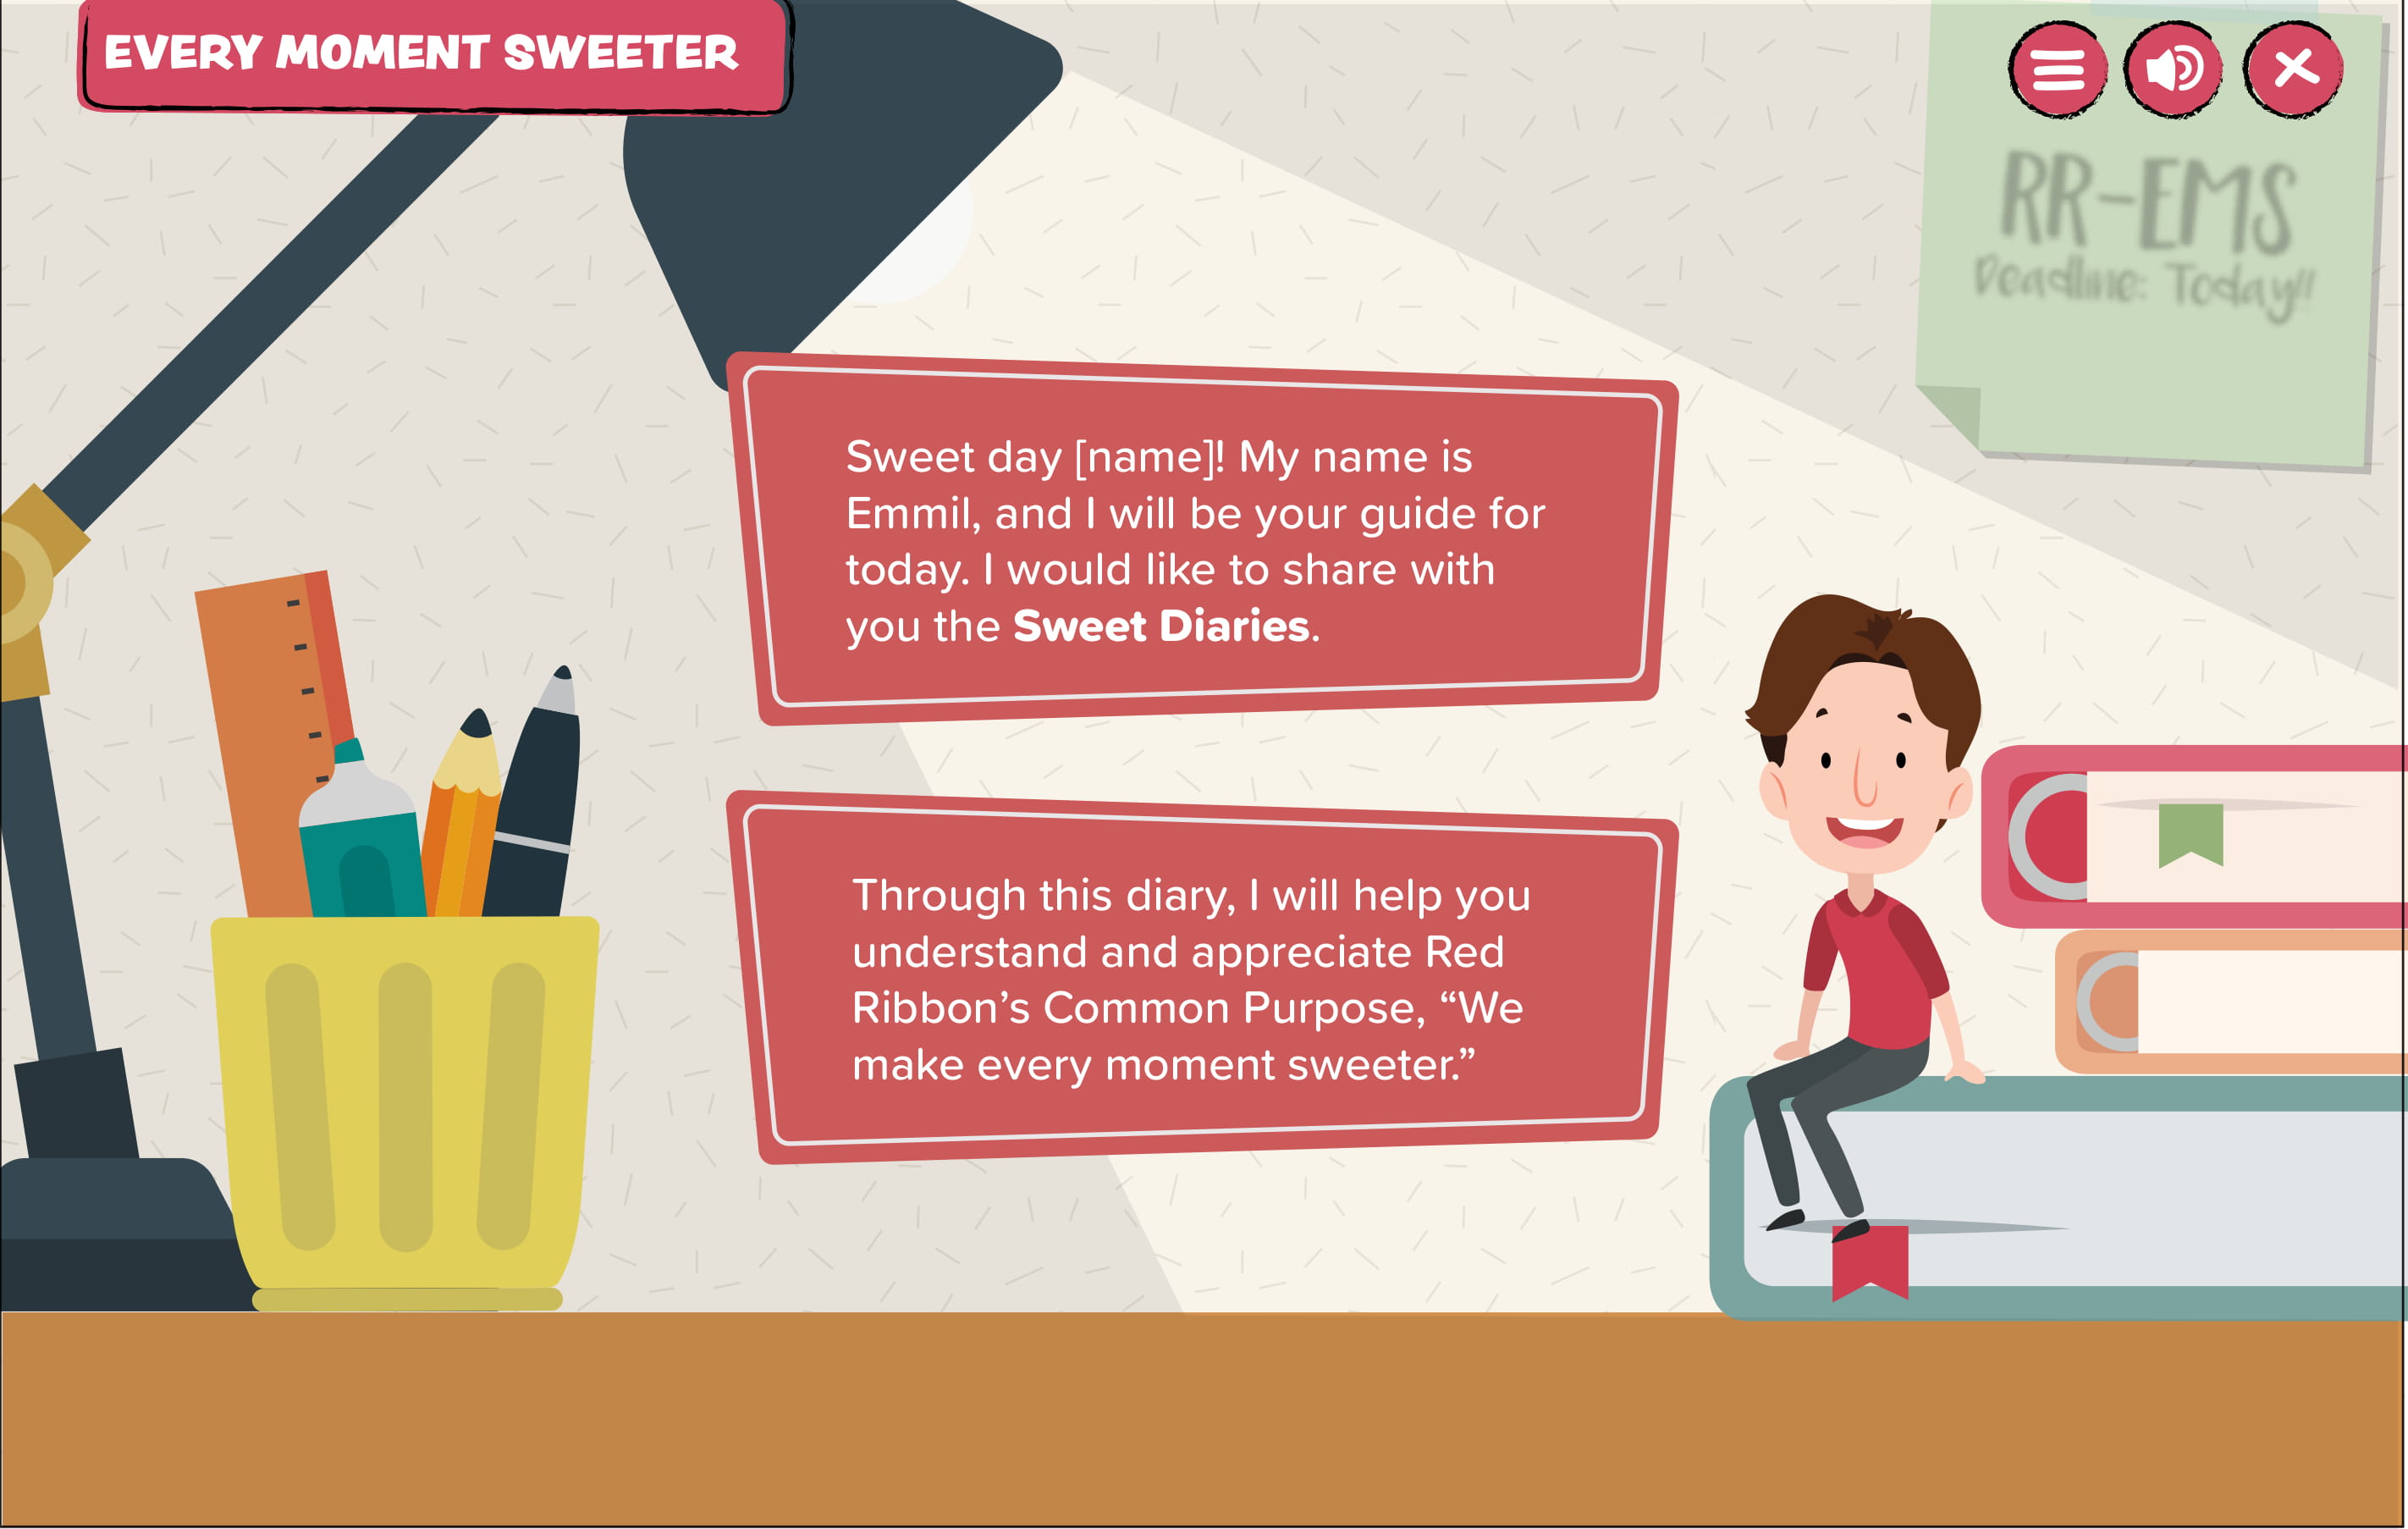 EVERY MOMENT SWEETER
RR-EMS
Deadline: Today!!
Sweet day [name]! My name is
Emmil, and I will be your guide for
today. I would like to share with
you the Sweet Diaries.
Through this diary, I will help you
understand and appreciate Red
Ribbon’s Common Purpose, “We
make every moment sweeter.”